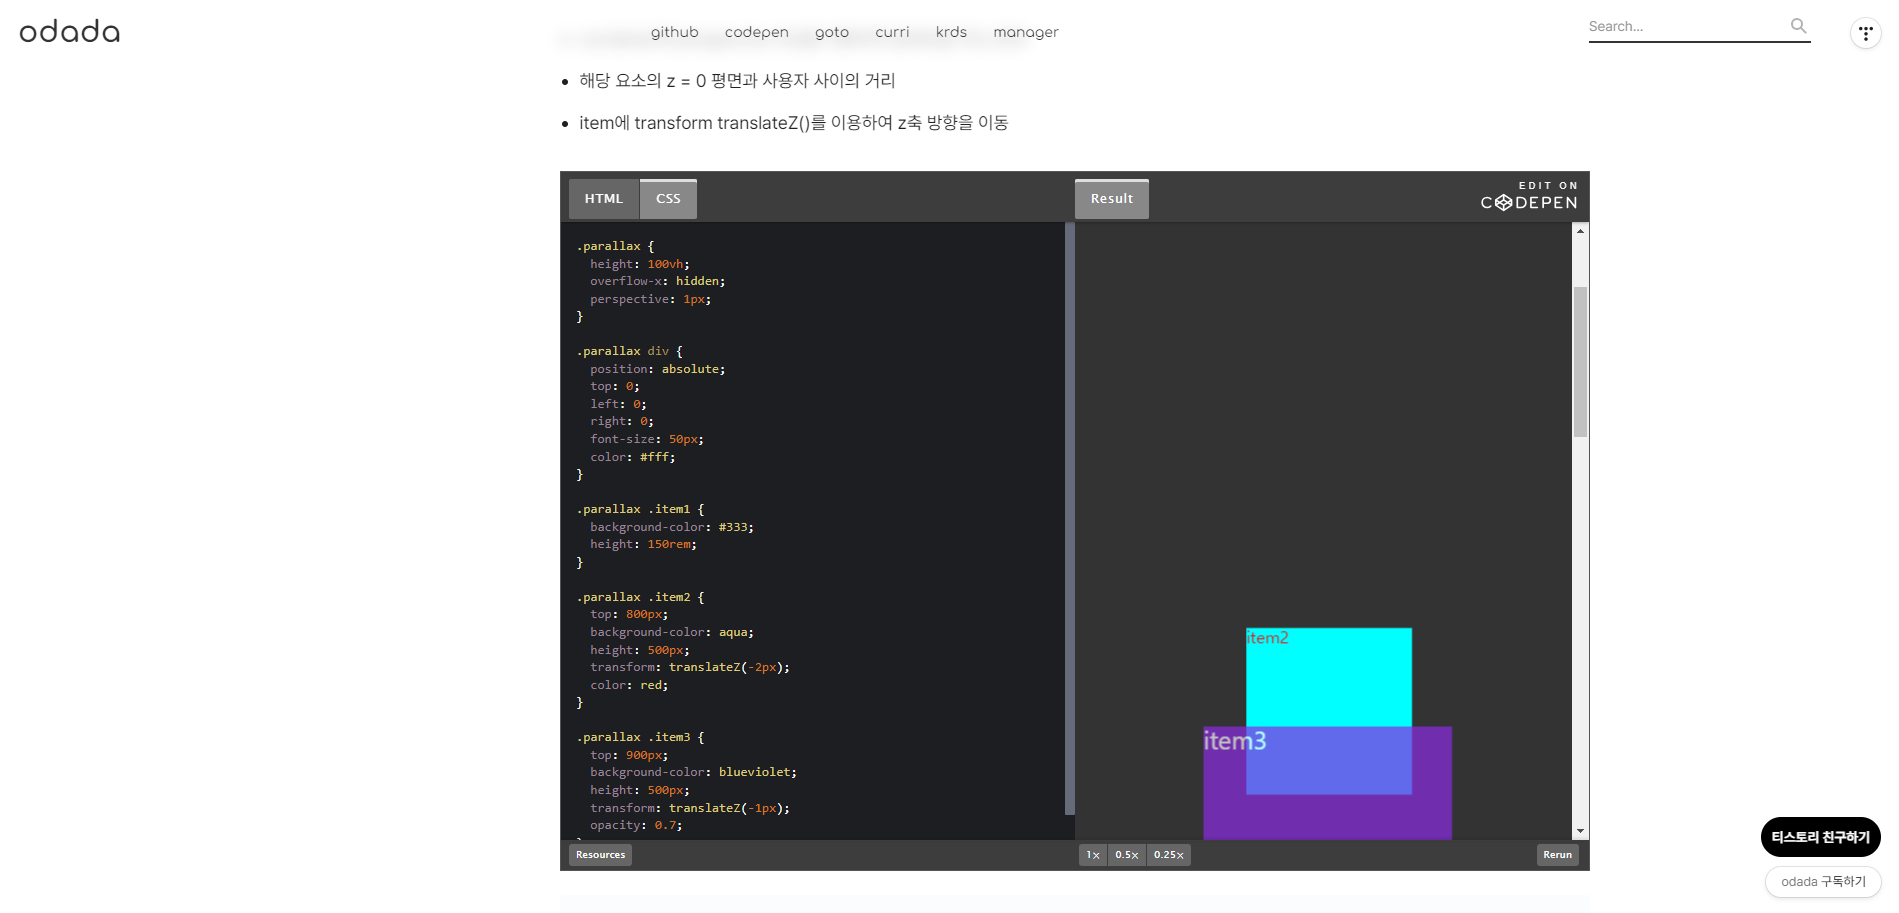 odada
github codepen goto curri krds manager
Search...
해당 요소의 z = 0 평면과 사용자 사이의 거리
item에 transform translateZ()를 이용하여 z축 방향을 이동
HTML CSS Result
EDIT ON
CODEPEN
.parallax {
height: 100vh;
overflow-x: hidden;
perspective: 1px;
}
.parallax div {
position: absolute;
top: 0;
left: 0;
right: 0;
font-size: 50px;
color: #fff;
}
.parallax .item1 {
background-color: #333;
height: 150rem;
}
.parallax .item2 {
top: 800px;
background-color: aqua;
height: 500px;
transform: translateZ(-2px);
color: red;
}
.parallax .item3 {
top: 900px;
background-color: blueviolet;
height: 500px;
transform: translateZ(-1px);
opacity: 0.7;
item2
item3
Resources
1x 0.5x 0.25x
Rerun
티스토리 친구하기
odada 구독하기